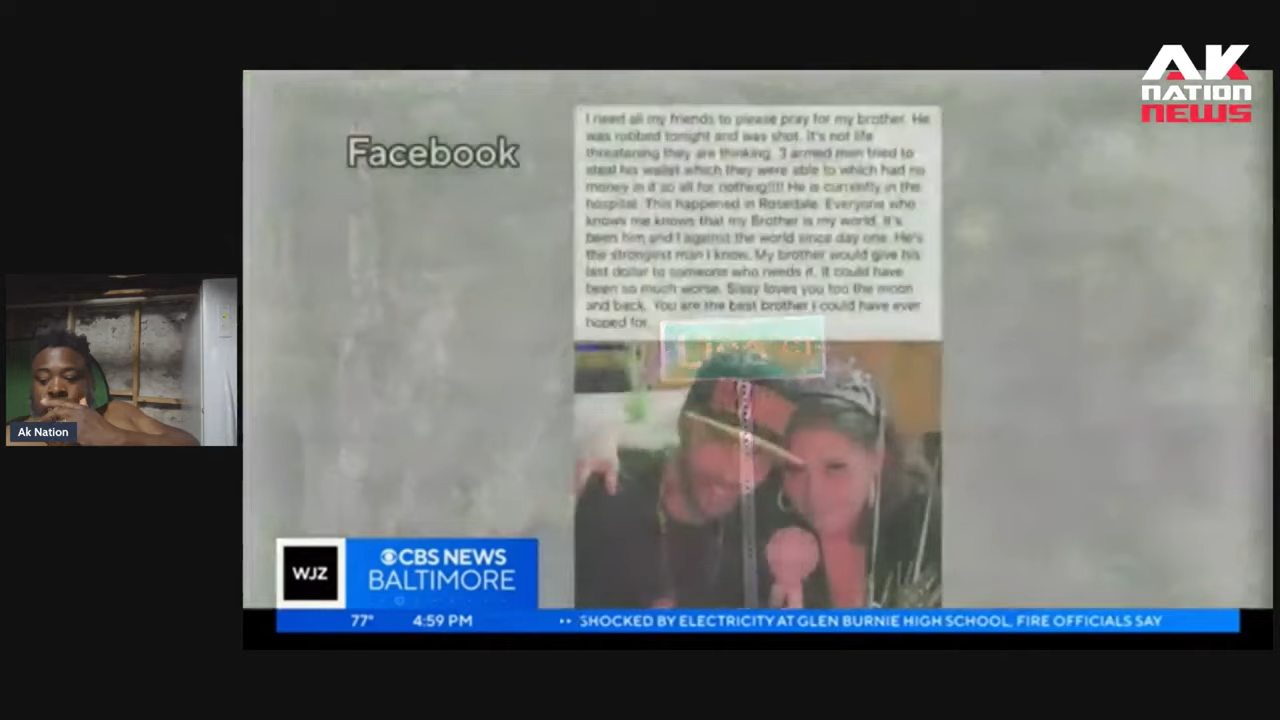 AK
NATION
NEWS
Facebook
I need all my friends to please pray for my brother. He
was robbed tonight and was shot. It's not life
threatening they are thinking. 3 armed men tried to
steal his wallet which they were able to which had no
money in it so all for nothing!!!! He is currently in the
hospital. This happened in Rosedale. Everyone who
knows me knows that my Brother is my world. It's
been him and I against the world since day one. He's
the strongest man I know. My brother would give his
last dollar to someone who needs it. It could have
been so much worse. Sissy loves you too the moon
and back. You are the best brother I could have ever
hoped for.
Ak Nation
WJZ
CBS NEWS
BALTIMORE
77° 4:59 PM SHOCKED BY ELECTRICITY AT GLEN BURNIE HIGH SCHOOL, FIRE OFFICIALS SAY